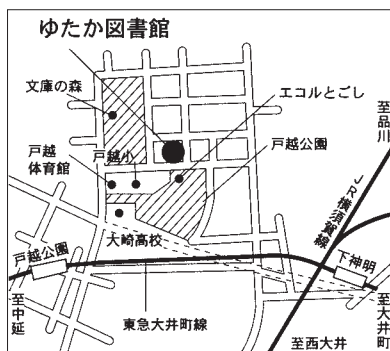 ゆたか図書館
文庫の森
エコルとごし
戸越
体育館
戸越小
戸越公園
大崎高校
至品川
JR横須賀線
戸越公園
下神明
至中延
東急大井町線
至西大井
至大井町